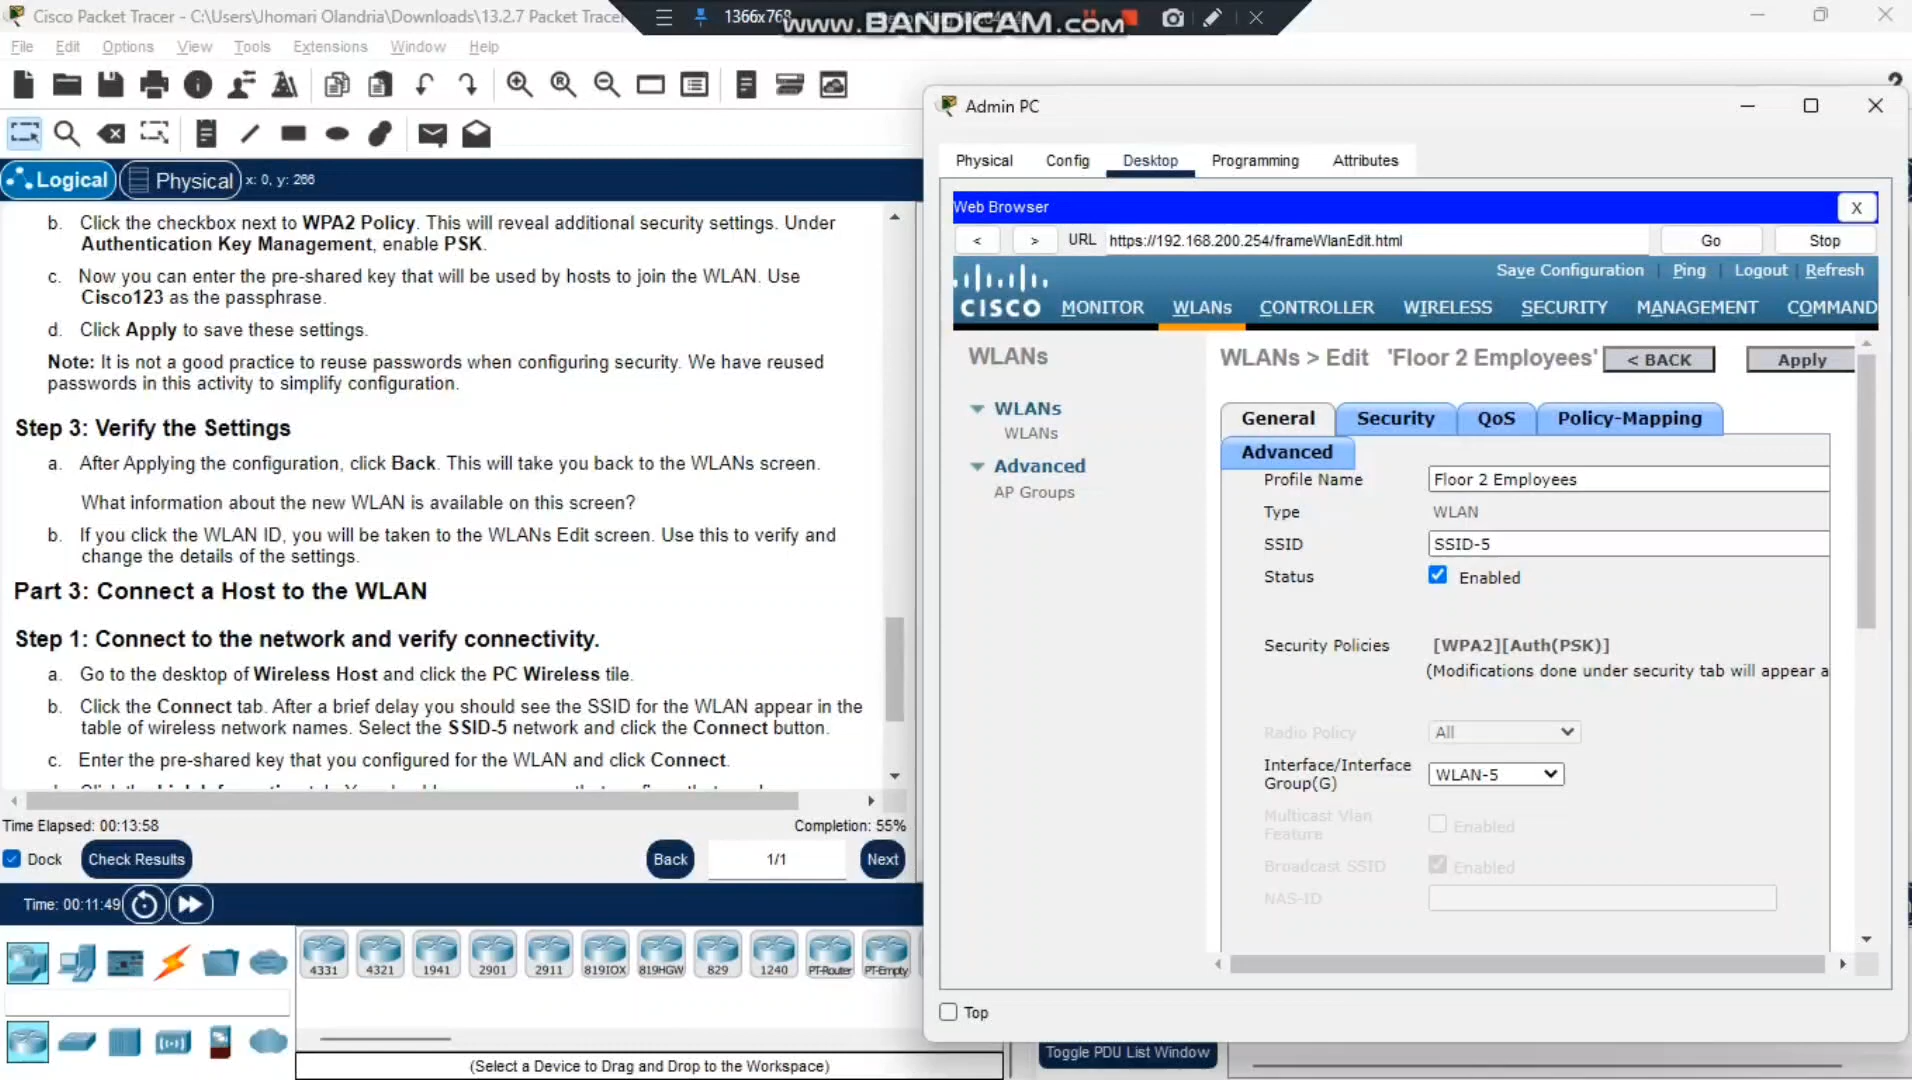 Cisco Packet Tracer - C:\Users\Jhomari Olandria\Downloads\13.2.7 Packet Tracer
1366x768
www.BANDICAM.com
File Edit Options View Tools Extensions Window Help
?
Logical
Physical
x: 0, y: 266
b. Click the checkbox next to WPA2 Policy. This will reveal additional security settings. Under
Authentication Key Management, enable PSK.
c. Now you can enter the pre-shared key that will be used by hosts to join the WLAN. Use
Cisco123 as the passphrase.
d. Click Apply to save these settings.
Note: It is not a good practice to reuse passwords when configuring security. We have reused
passwords in this activity to simplify configuration.
Step 3: Verify the Settings
a. After Applying the configuration, click Back. This will take you back to the WLANs screen.
What information about the new WLAN is available on this screen?
b. If you click the WLAN ID, you will be taken to the WLANs Edit screen. Use this to verify and
change the details of the settings.
Part 3: Connect a Host to the WLAN
Step 1: Connect to the network and verify connectivity.
a. Go to the desktop of Wireless Host and click the PC Wireless tile.
b. Click the Connect tab. After a brief delay you should see the SSID for the WLAN appear in the
table of wireless network names. Select the SSID-5 network and click the Connect button.
c. Enter the pre-shared key that you configured for the WLAN and click Connect.
Time Elapsed: 00:13:58
Completion: 55%
Dock
Check Results
Back
1/1
Next
Time: 00:11:49
4331 4321 1941 2901 2911 819IOX 819HGW 829 1240 PT-Router PT-Empty
(Select a Device to Drag and Drop to the Workspace)
Toggle PDU List Window
Admin PC
Physical Config Desktop Programming Attributes
Web Browser
X
< > URL https://192.168.200.254/frameWlanEdit.html Go Stop
Save Configuration | Ping | Logout | Refresh
CISCO
MONITOR WLANs CONTROLLER WIRELESS SECURITY MANAGEMENT COMMAND
WLANs
WLANs
WLANs
Advanced
AP Groups
WLANs > Edit 'Floor 2 Employees'
< BACK
Apply
General Security QoS Policy-Mapping
Advanced
Profile Name Floor 2 Employees
Type WLAN
SSID SSID-5
Status Enabled
Security Policies [WPA2][Auth(PSK)]
(Modifications done under security tab will appear a
Radio Policy All
Interface/Interface
Group(G) WLAN-5
Multicast Vlan
Feature Enabled
Broadcast SSID Enabled
NAS-ID
Top